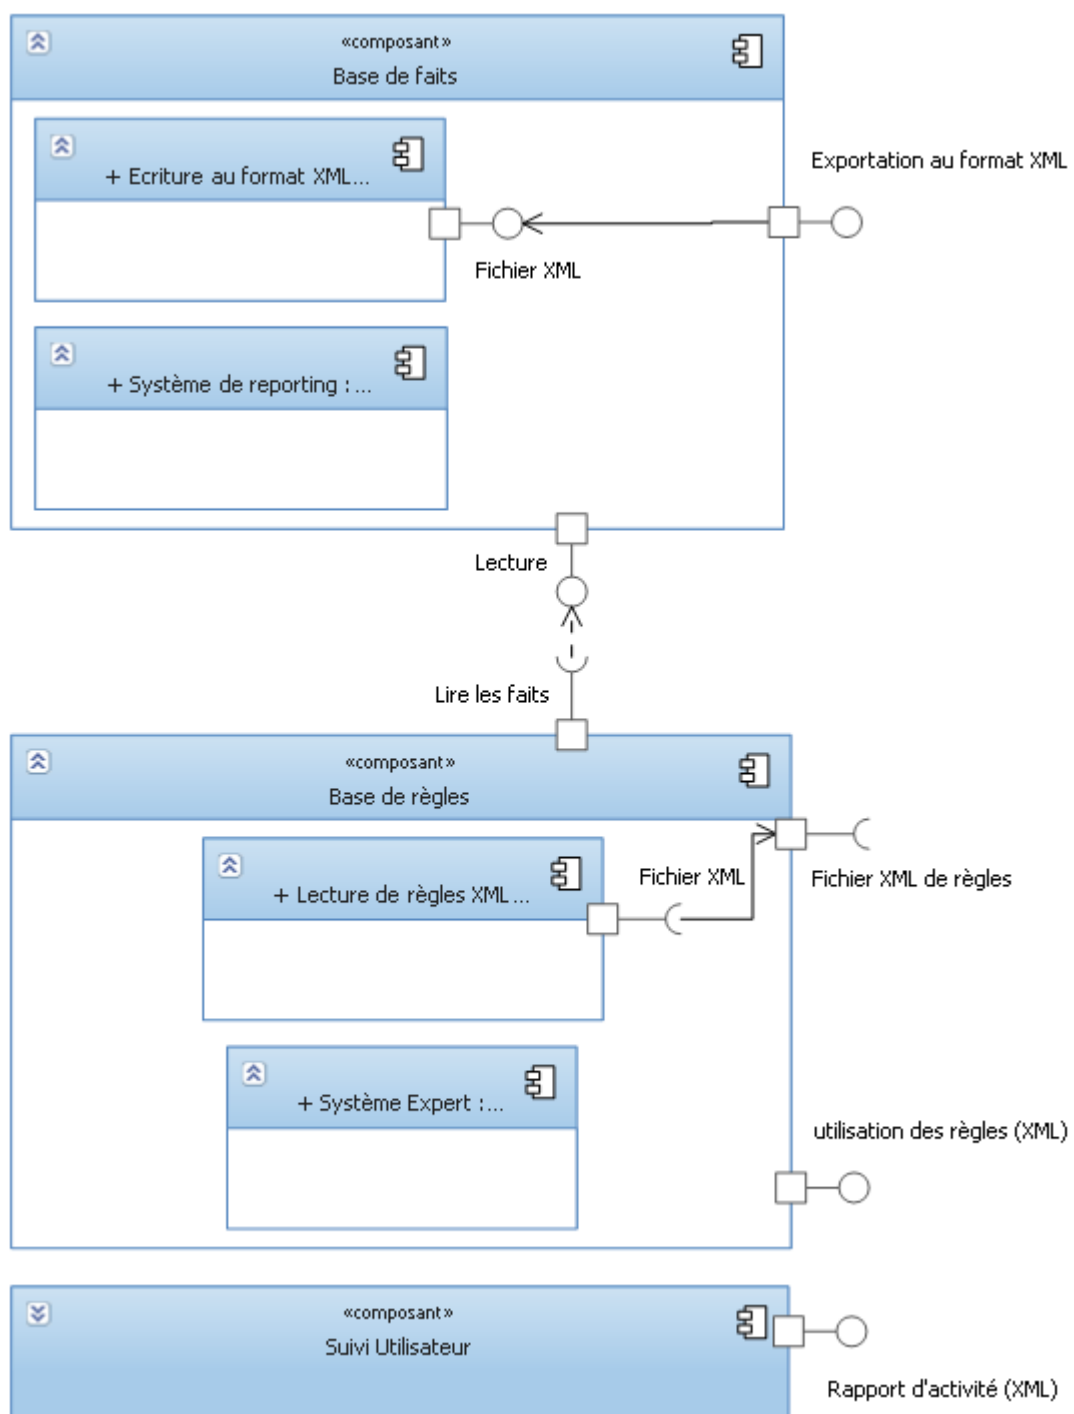 «composant»
Base de faits
+ Ecriture au format XML...
Exportation au format XML
Fichier XML
+ Système de reporting : ...
Lecture
Lire les faits
«composant»
Base de règles
+ Lecture de règles XML ...
Fichier XML
Fichier XML de règles
+ Système Expert :...
utilisation des règles (XML)
«composant»
Suivi Utilisateur
Rapport d'activité (XML)